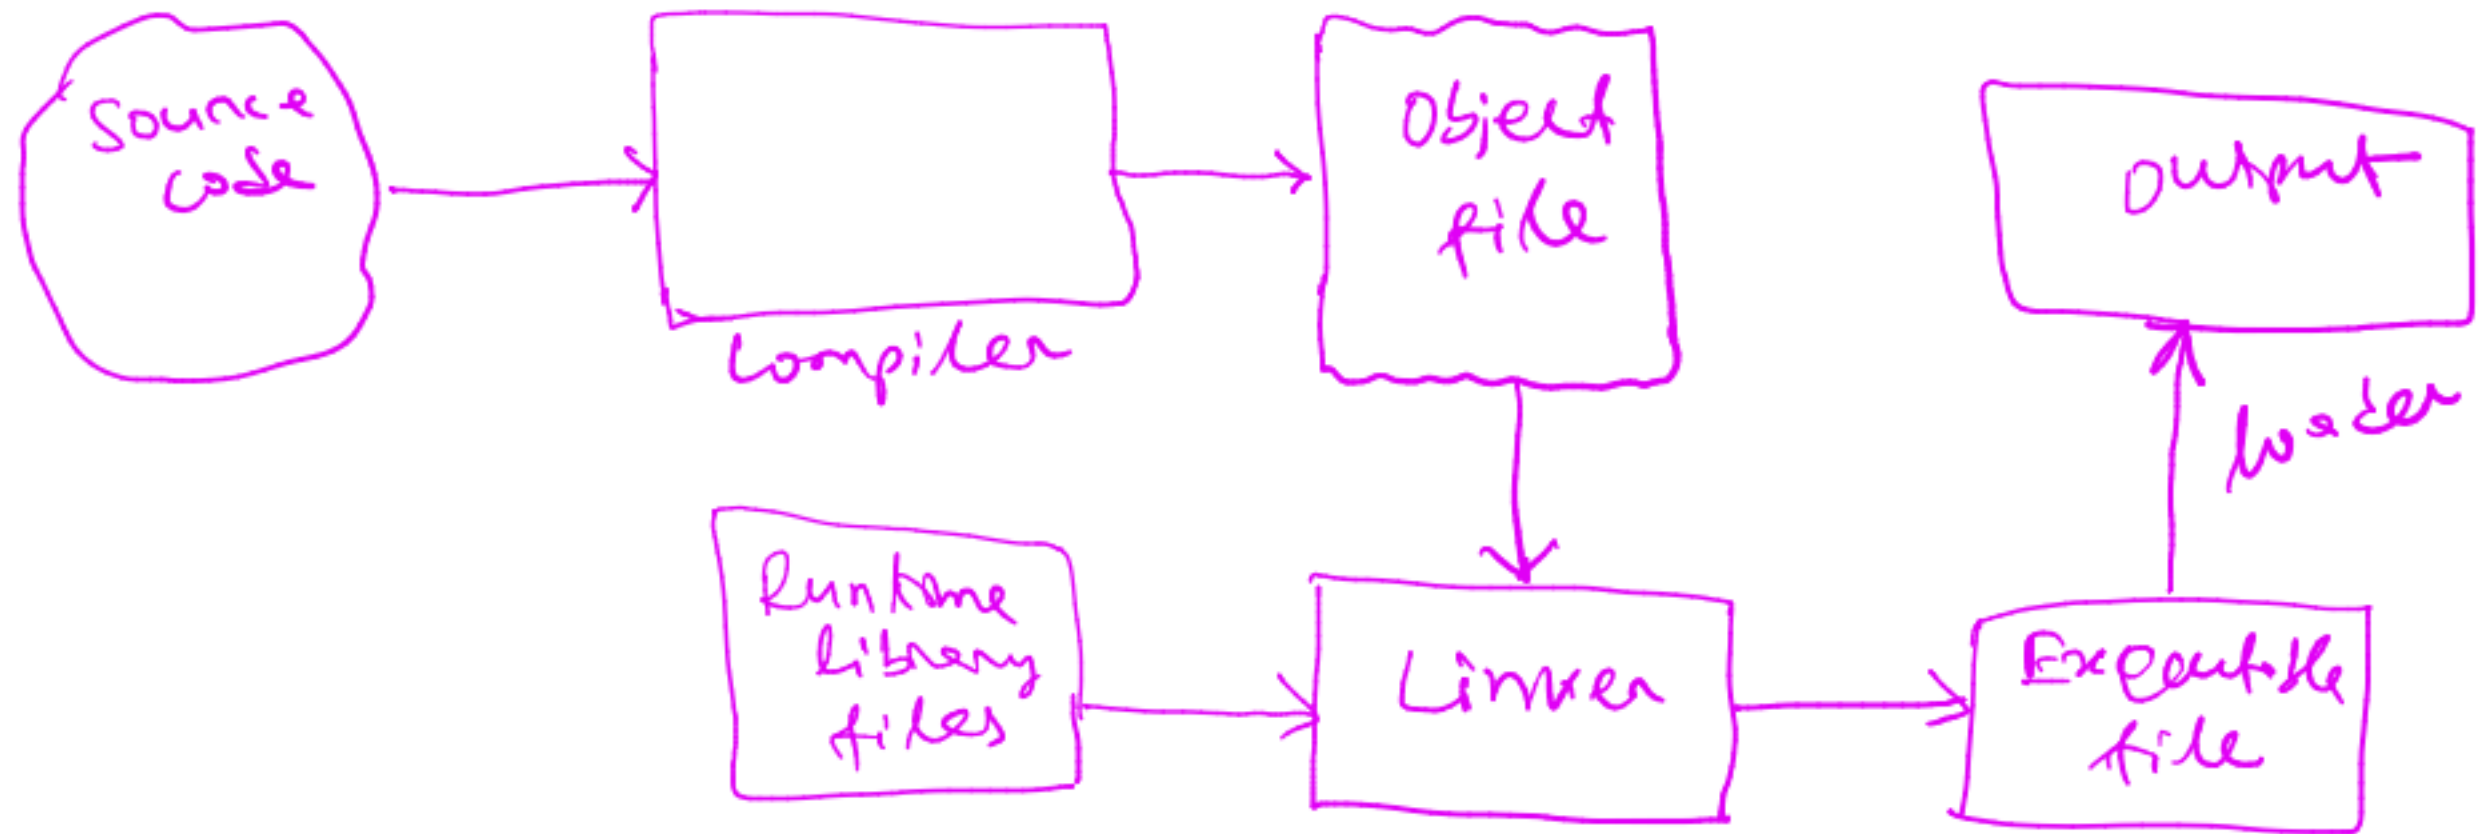 Source
code
Compiler
Object
file
Output
loader
Runtime
library
files
Linker
Executable
file